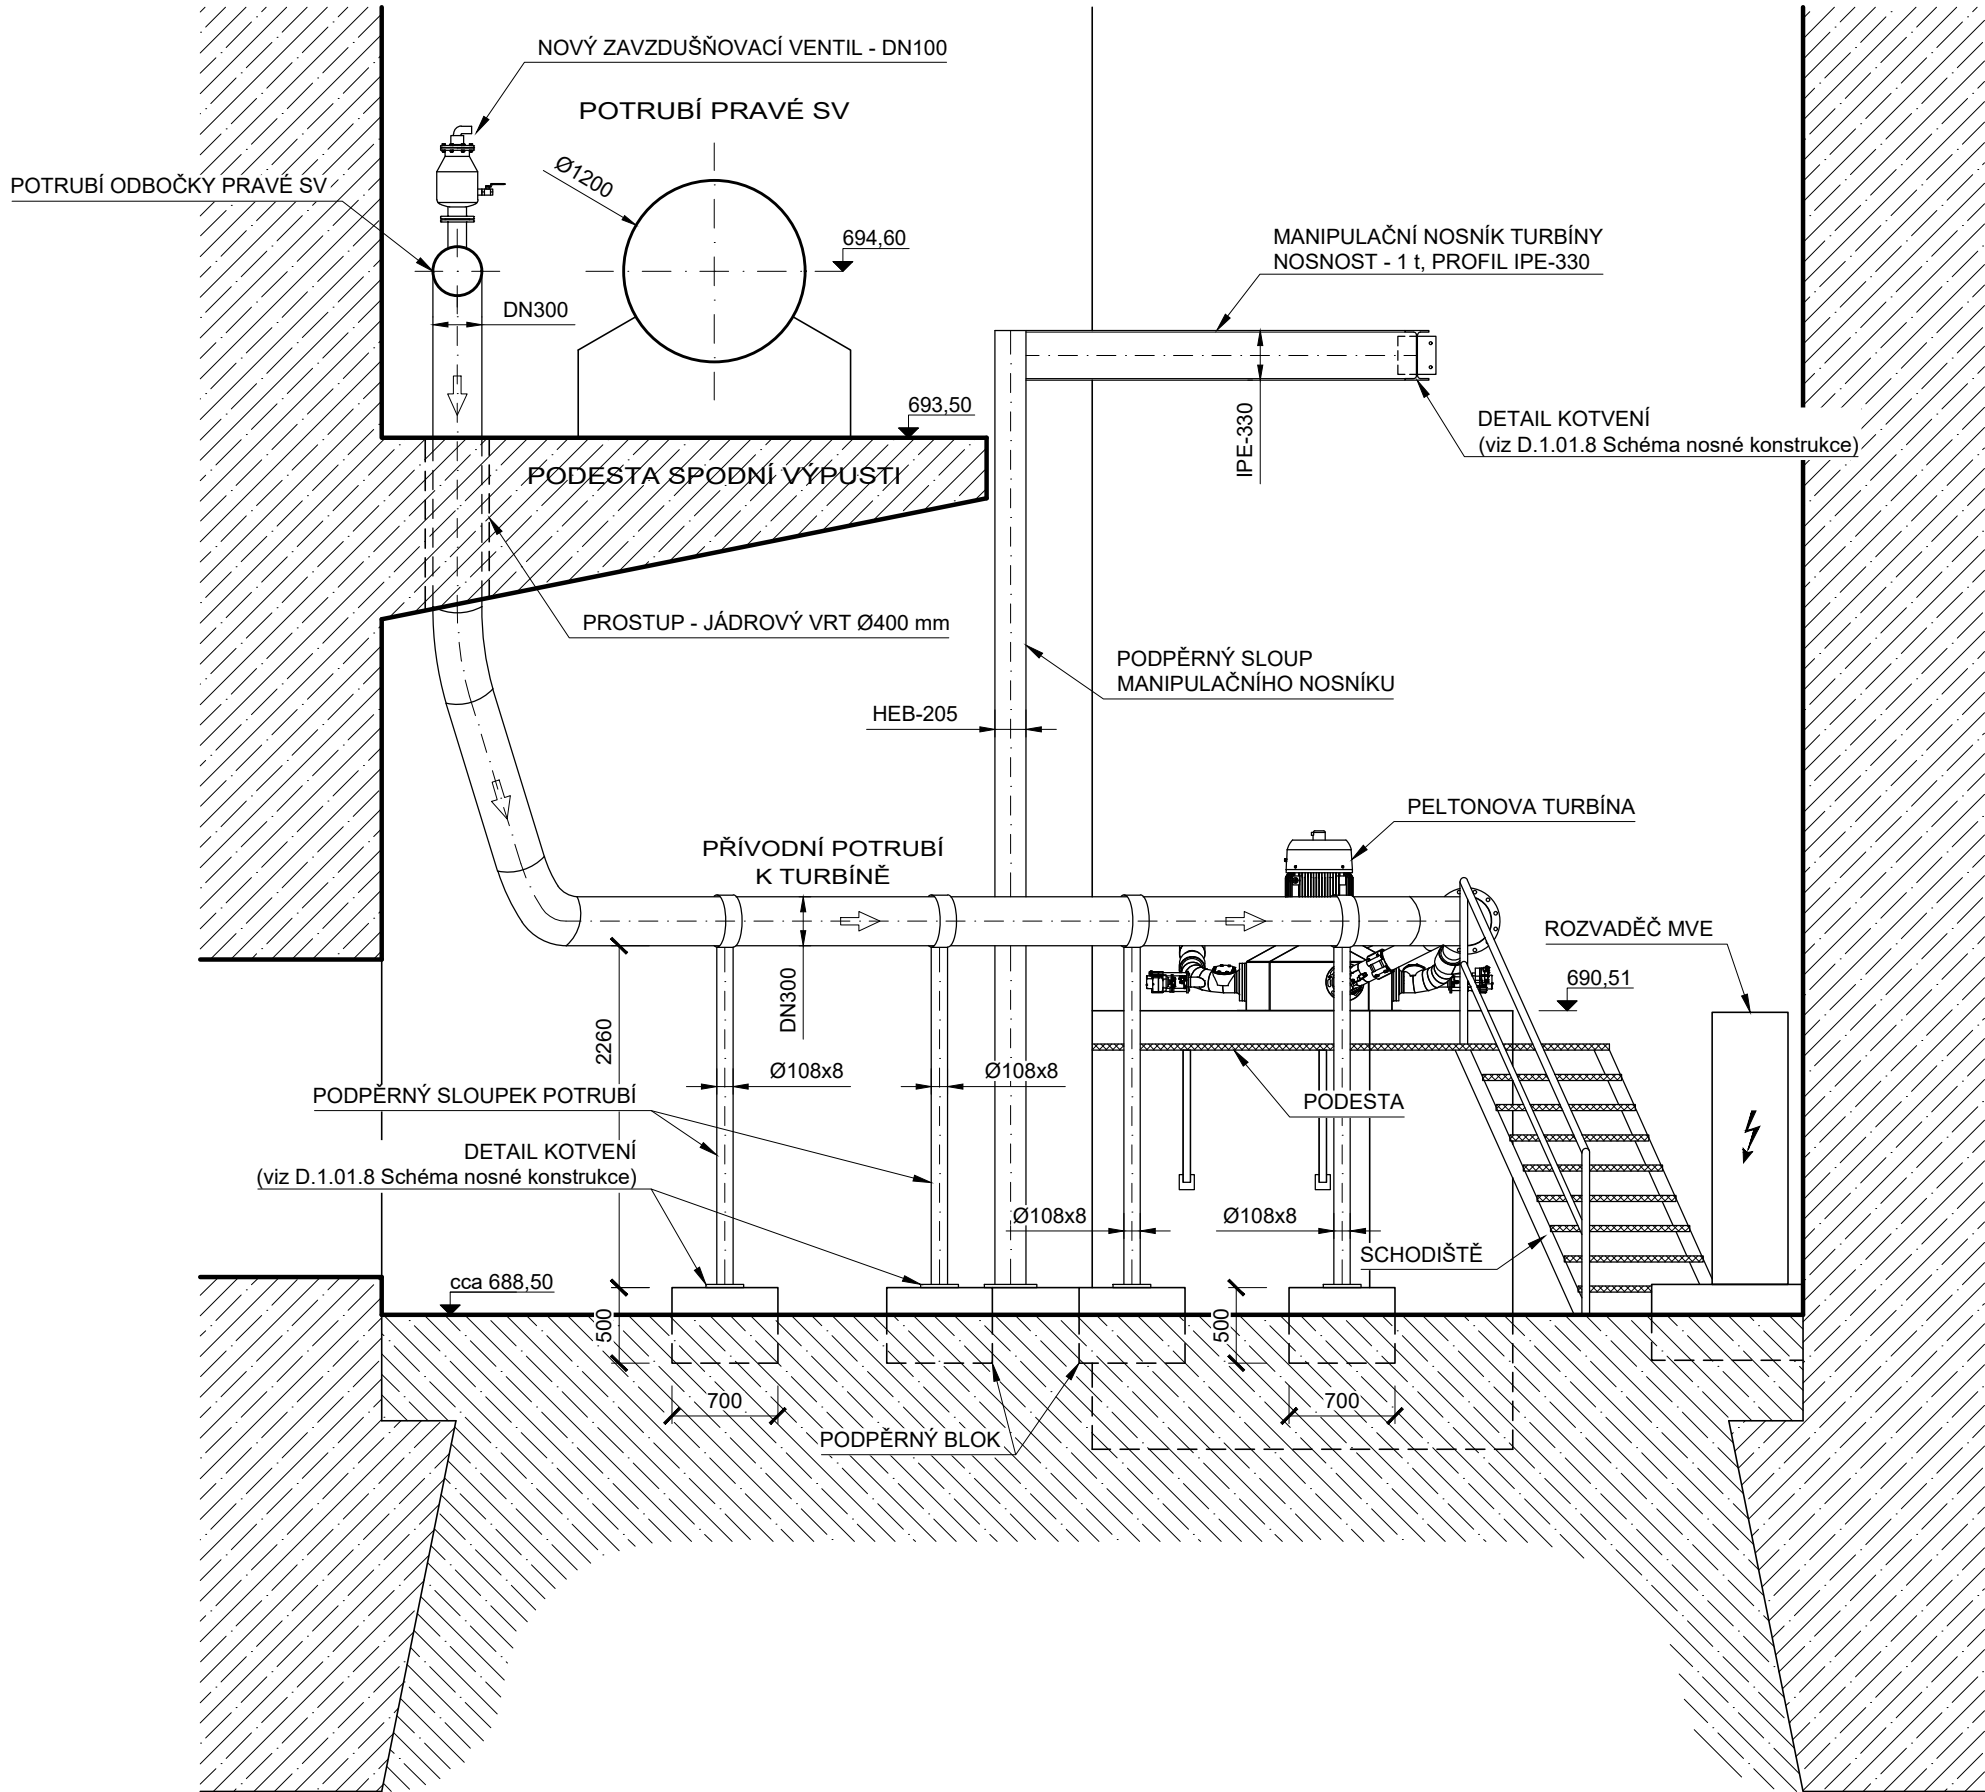 NOVÝ ZAVZDUŠŇOVACÍ VENTIL - DN100
POTRUBÍ PRAVÉ SV
Ø1200
POTRUBÍ ODBOČKY PRAVÉ SV
694,60
MANIPULAČNÍ NOSNÍK TURBÍNY
NOSNOST - 1 t, PROFIL IPE-330
DN300
693,50
IPE-330
DETAIL KOTVENÍ
(viz D.1.01.8 Schéma nosné konstrukce)
PODESTA SPODNÍ VÝPUSTI
PROSTUP - JÁDROVÝ VRT Ø400 mm
PODPĚRNÝ SLOUP
MANIPULAČNÍHO NOSNÍKU
HEB-205
PELTONOVA TURBÍNA
PŘÍVODNÍ POTRUBÍ
K TURBÍNĚ
ROZVADĚČ MVE
690,51
DN300
2260
Ø108x8
Ø108x8
PODPĚRNÝ SLOUPEK POTRUBÍ
PODESTA
DETAIL KOTVENÍ
(viz D.1.01.8 Schéma nosné konstrukce)
Ø108x8
Ø108x8
SCHODIŠTĚ
cca 688,50
500
500
700
700
PODPĚRNÝ BLOK